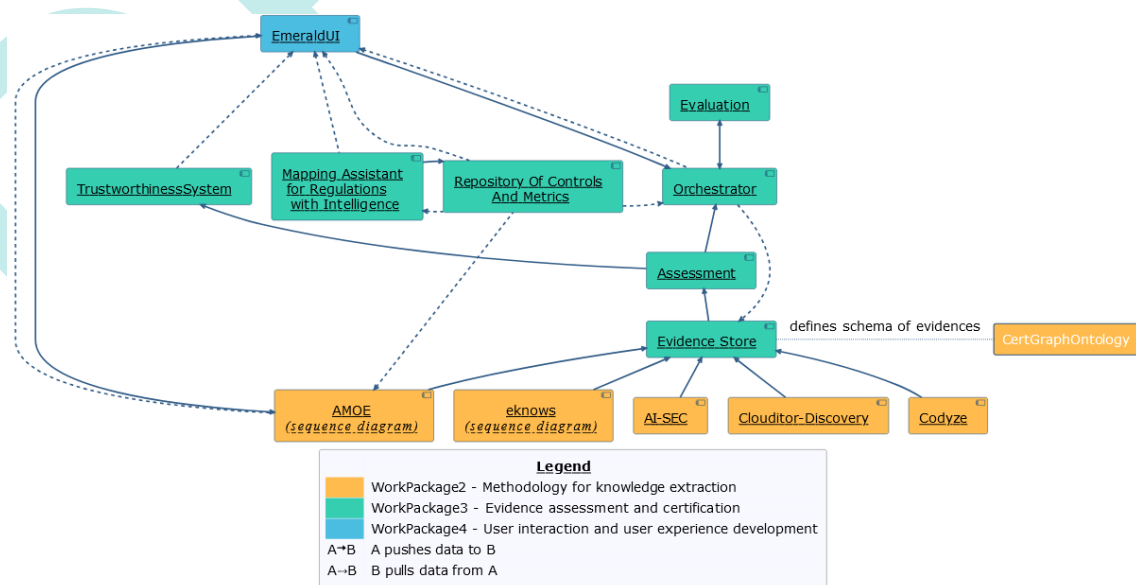 EmeraldUI
Evaluation
TrustworthinessSystem
Mapping Assistant
for Regulations
with Intelligence
Repository Of Controls
And Metrics
Orchestrator
Assessment
Evidence Store
defines schema of evidences
CertGraphOntology
AMOE
(sequence diagram)
eknows
(sequence diagram)
AI-SEC
Clouditor-Discovery
Codyze
Legend
WorkPackage2 - Methodology for knowledge extraction
WorkPackage3 - Evidence assessment and certification
WorkPackage4 - User interaction and user experience development
A→B A pushes data to B
A⇢B B pulls data from A